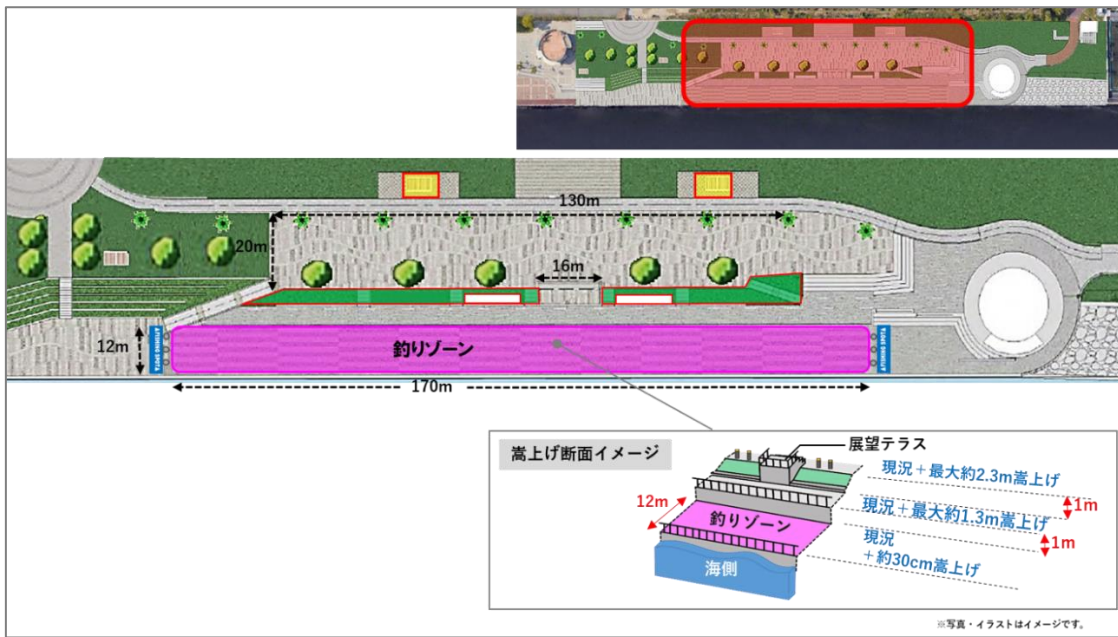 130m
20m
16m
12m
釣りゾーン
170m
嵩上げ断面イメージ
展望テラス
現況＋最大約2.3m嵩上げ
1m
12m
現況＋最大約1.3m嵩上げ
釣りゾーン
1m
現況
＋約30cm嵩上げ
海側
※写真・イラストはイメージです。